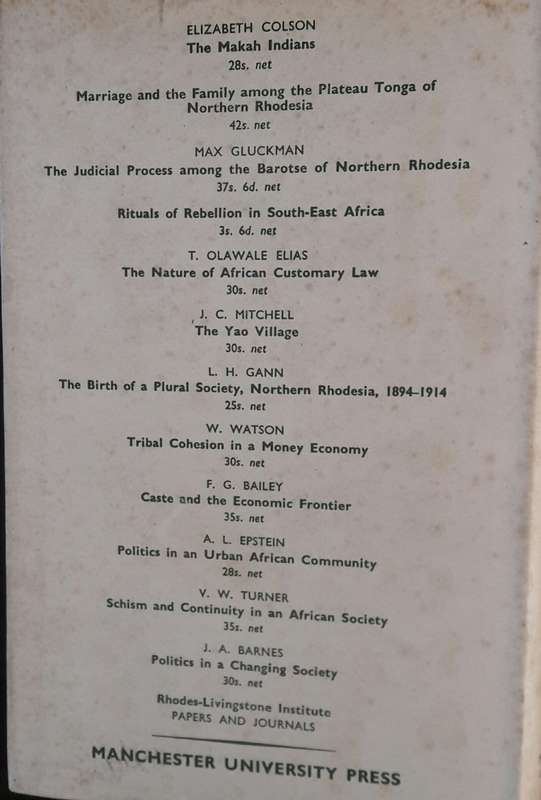 ELIZABETH COLSON
The Makah Indians
28s. net
Marriage and the Family among the Plateau Tonga of
Northern Rhodesia
42s. net
MAX GLUCKMAN
The Judicial Process among the Barotse of Northern Rhodesia
37s. 6d. net
Rituals of Rebellion in South-East Africa
3s. 6d. net
T. OLAWALE ELIAS
The Nature of African Customary Law
30s. net
J. C. MITCHELL
The Yao Village
30s. net
L. H. GANN
The Birth of a Plural Society, Northern Rhodesia, 1894–1914
25s. net
W. WATSON
Tribal Cohesion in a Money Economy
30s. net
F. G. BAILEY
Caste and the Economic Frontier
35s. net
A. L. EPSTEIN
Politics in an Urban African Community
28s. net
V. W. TURNER
Schism and Continuity in an African Society
35s. net
J. A. BARNES
Politics in a Changing Society
30s. net
Rhodes-Livingstone Institute
PAPERS AND JOURNALS
MANCHESTER UNIVERSITY PRESS